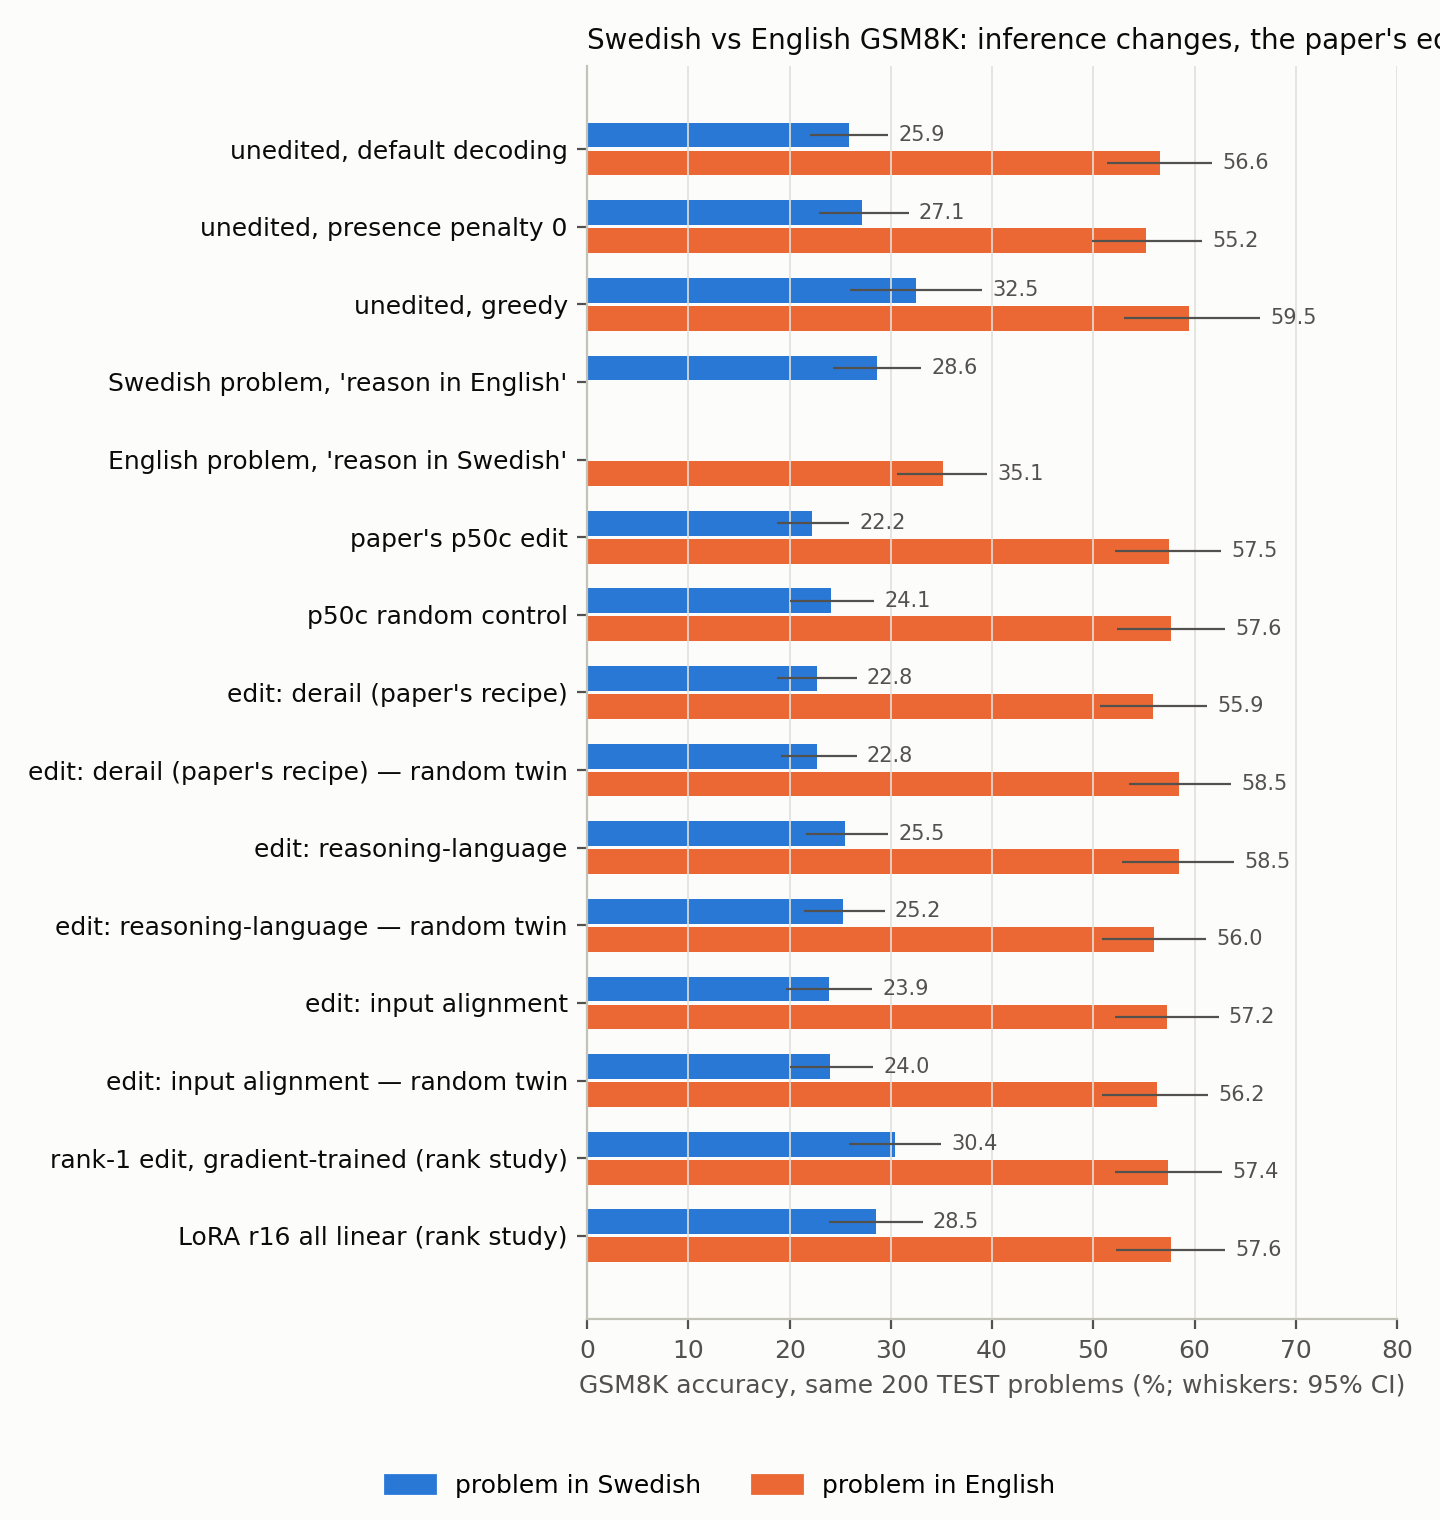 Swedish vs English GSM8K: inference changes, the paper's
unedited, default decoding
25.9
56.6
unedited, presence penalty 0
27.1
55.2
unedited, greedy
32.5
59.5
Swedish problem, 'reason in English'
28.6
English problem, 'reason in Swedish'
35.1
paper's p50c edit
22.2
57.5
p50c random control
24.1
57.6
edit: derail (paper's recipe)
22.8
55.9
edit: derail (paper's recipe) — random twin
22.8
58.5
edit: reasoning-language
25.5
58.5
edit: reasoning-language — random twin
25.2
56.0
edit: input alignment
23.9
57.2
edit: input alignment — random twin
24.0
56.2
rank-1 edit, gradient-trained (rank study)
30.4
57.4
LoRA r16 all linear (rank study)
28.5
57.6
0 10 20 30 40 50 60 70 80
GSM8K accuracy, same 200 TEST problems (%; whiskers: 95% CI)
problem in Swedish problem in English